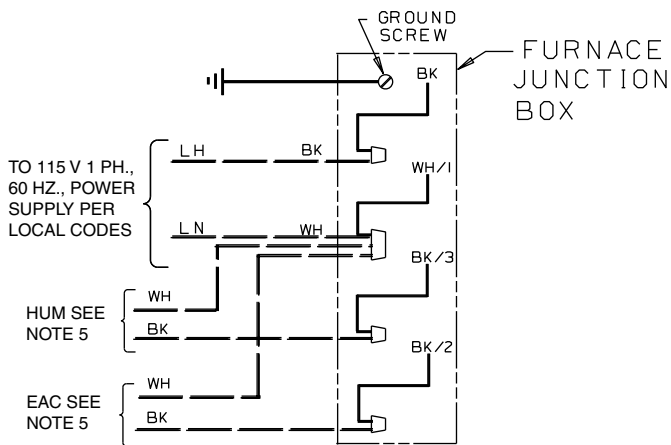 GROUND
SCREW
FURNACE
JUNCTION
BOX
BK
LH
BK
TO 115 V 1 PH.,
60 HZ., POWER
SUPPLY PER
LOCAL CODES
WH/1
LN
WH
BK/3
WH
HUM SEE
NOTE 5
BK
BK/2
WH
EAC SEE
NOTE 5
BK